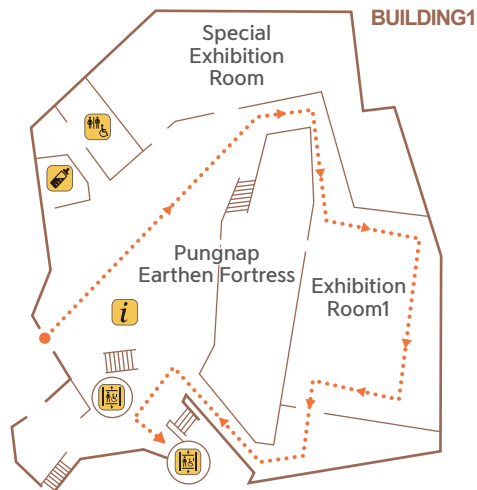 BUILDING1
Special
Exhibition
Room
Pungnap
Earthen Fortress
Exhibition
Room1
i